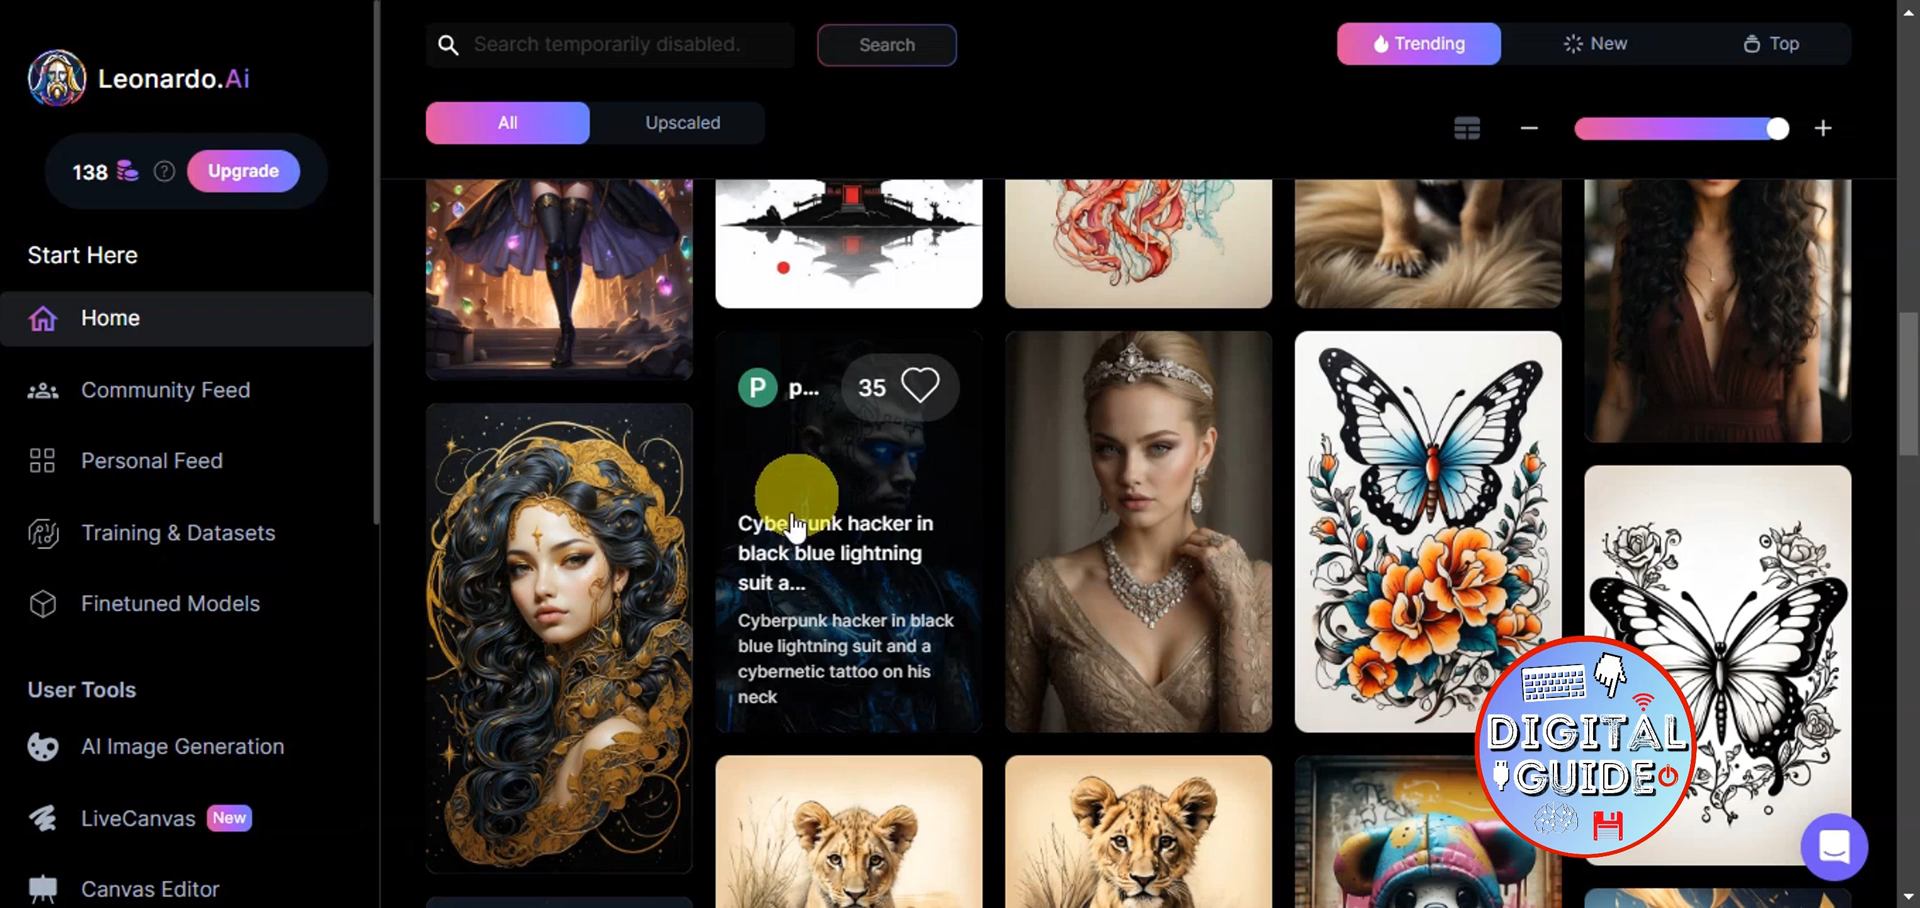 Leonardo.Ai
138
?
Upgrade
Start Here
Home
Community Feed
Personal Feed
Training & Datasets
Finetuned Models
User Tools
AI Image Generation
LiveCanvas New
Canvas Editor
Search temporarily disabled.
Search
Trending
New
Top
All
Upscaled
P p... 35
Cyberpunk hacker in
black blue lightning
suit a...
Cyberpunk hacker in black
blue lightning suit and a
cybernetic tattoo on his
neck
DIGITAL
GUIDE